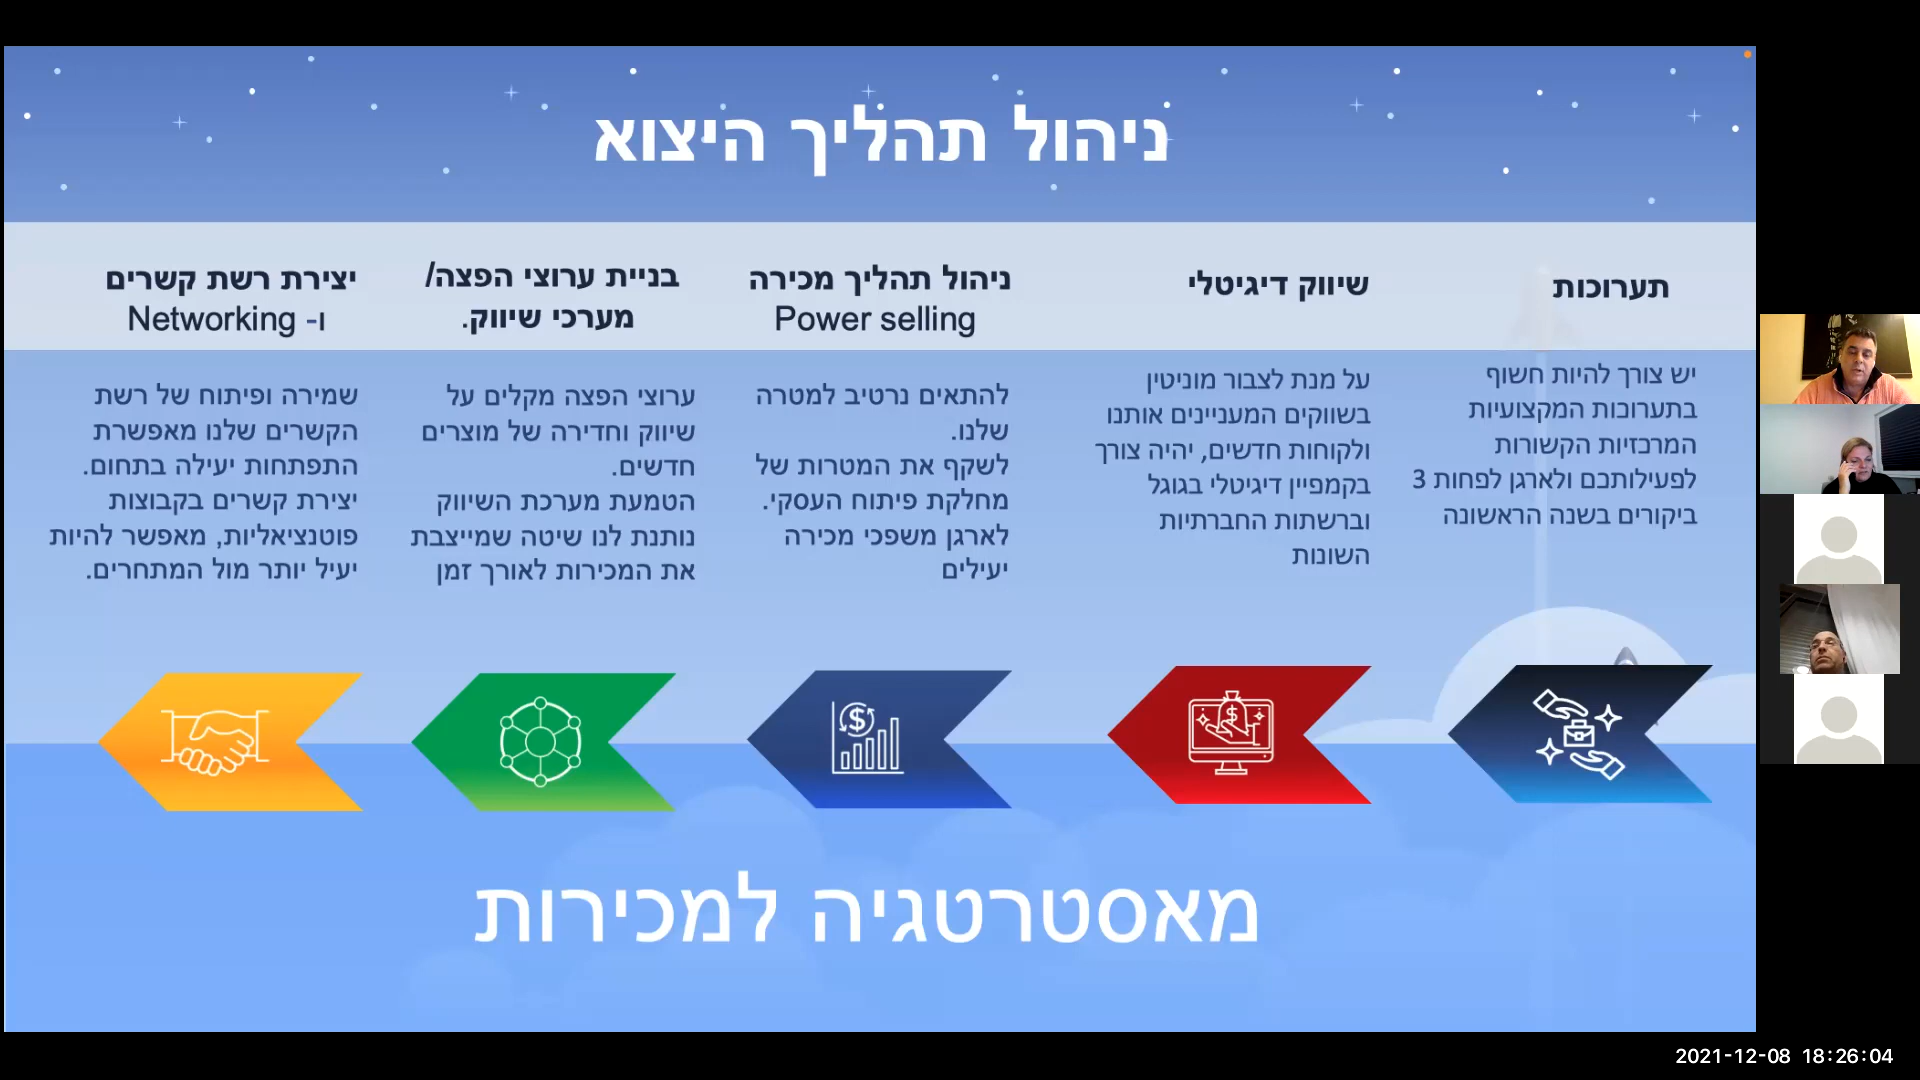 ניהול תהליך היצוא
תערוכות
יש צורך להיות חשוף
בתערוכות המקצועיות
המרכזיות הקשורות
לפעילותכם ולארגן לפחות 3
ביקורים בשנה הראשונה
שיווק דיגיטלי
על מנת לצבור מוניטין
בשווקים המעניינים אותנו
ולקוחות חדשים, יהיה צורך
בקמפיין דיגיטלי בגוגל
וברשתות החברתיות
השונות
ניהול תהליך מכירה
Power selling
להתאים נרטיב למטרה
שלנו.
לשקף את המטרות של
מחלקת פיתוח העסקי.
לארגן משפכי מכירה
יעילים
בניית ערוצי הפצה/
מערכי שיווק.
ערוצי הפצה מקלים על
שיווק וחדירה של מוצרים
חדשים.
הטמעת מערכת השיווק
נותנת לנו שיטה שמייצבת
את המכירות לאורך זמן
יצירת רשת קשרים
ו- Networking
שמירה ופיתוח של רשת
הקשרים שלנו מאפשרת
התפתחות יעילה בתחום.
יצירת קשרים בקבוצות
פוטנציאליות, מאפשר להיות
יעיל יותר מול המתחרים.
מאסטרטגיה למכירות
2021-12-08 18:26:04